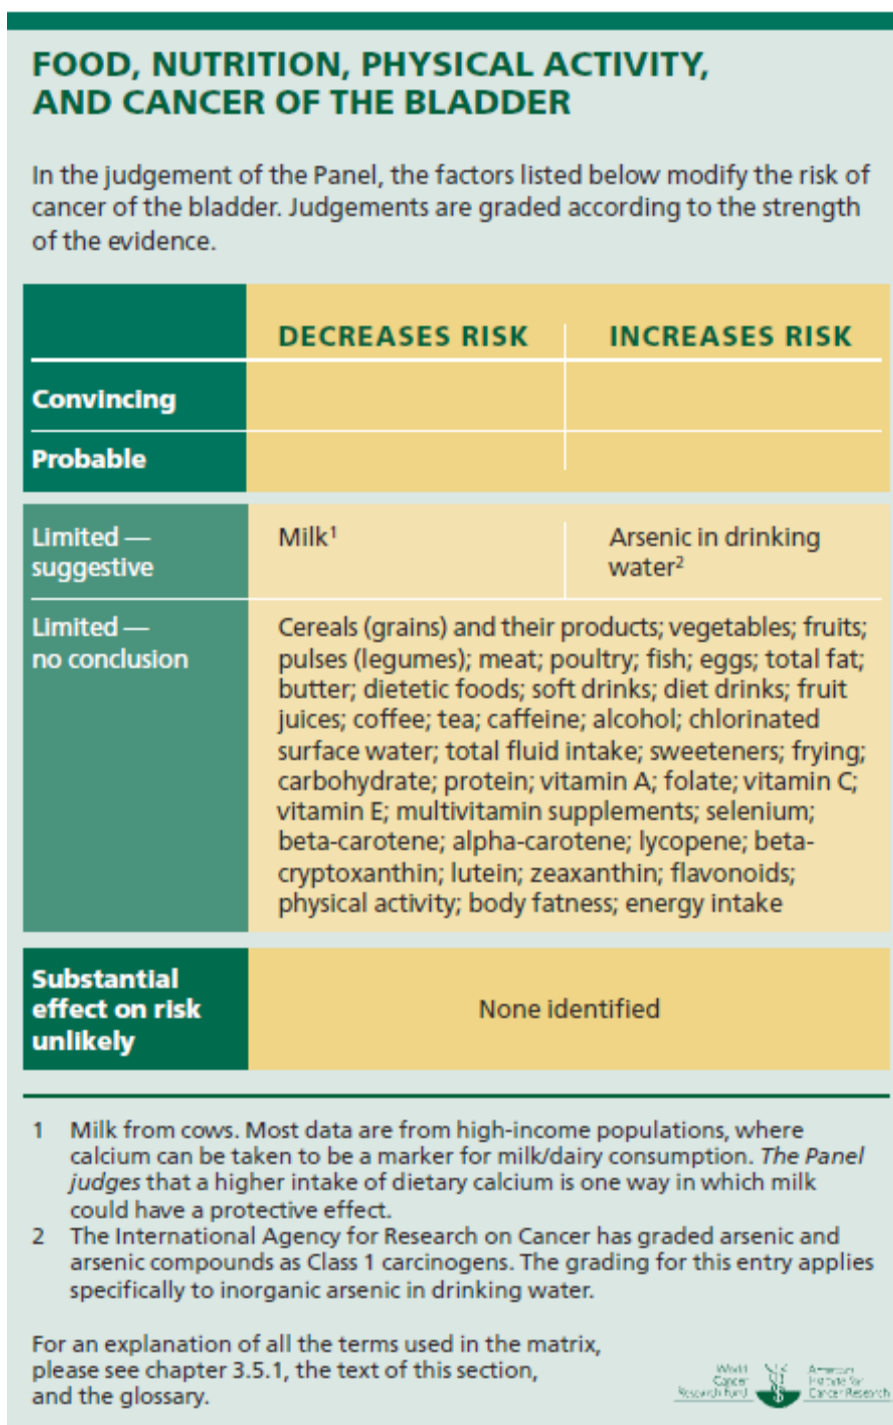 FOOD, NUTRITION, PHYSICAL ACTIVITY,
AND CANCER OF THE BLADDER
In the judgement of the Panel, the factors listed below modify the risk of
cancer of the bladder. Judgements are graded according to the strength
of the evidence.
DECREASES RISK INCREASES RISK
Convincing
Probable
Limited —
suggestive
Milk¹
Arsenic in drinking
water²
Limited —
no conclusion
Cereals (grains) and their products; vegetables; fruits;
pulses (legumes); meat; poultry; fish; eggs; total fat;
butter; dietetic foods; soft drinks; diet drinks; fruit
juices; coffee; tea; caffeine; alcohol; chlorinated
surface water; total fluid intake; sweeteners; frying;
carbohydrate; protein; vitamin A; folate; vitamin C;
vitamin E; multivitamin supplements; selenium;
beta-carotene; alpha-carotene; lycopene; beta-
cryptoxanthin; lutein; zeaxanthin; flavonoids;
physical activity; body fatness; energy intake
Substantial
effect on risk
unlikely
None identified
1 Milk from cows. Most data are from high-income populations, where
calcium can be taken to be a marker for milk/dairy consumption. The Panel
judges that a higher intake of dietary calcium is one way in which milk
could have a protective effect.
2 The International Agency for Research on Cancer has graded arsenic and
arsenic compounds as Class 1 carcinogens. The grading for this entry applies
specifically to inorganic arsenic in drinking water.
For an explanation of all the terms used in the matrix,
please see chapter 3.5.1, the text of this section,
and the glossary.
World
Cancer
Research Fund
American
Institute for
Cancer Research